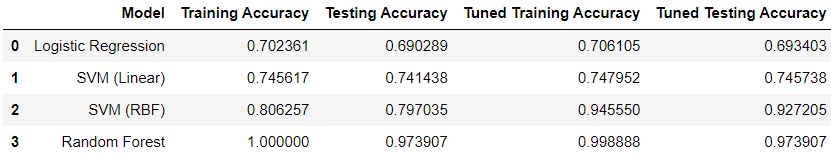 Model Training Accuracy Testing Accuracy Tuned Training Accuracy Tuned Testing Accuracy
0 Logistic Regression 0.702361 0.690289 0.706105 0.693403
1 SVM (Linear) 0.745617 0.741438 0.747952 0.745738
2 SVM (RBF) 0.806257 0.797035 0.945550 0.927205
3 Random Forest 1.000000 0.973907 0.998888 0.973907